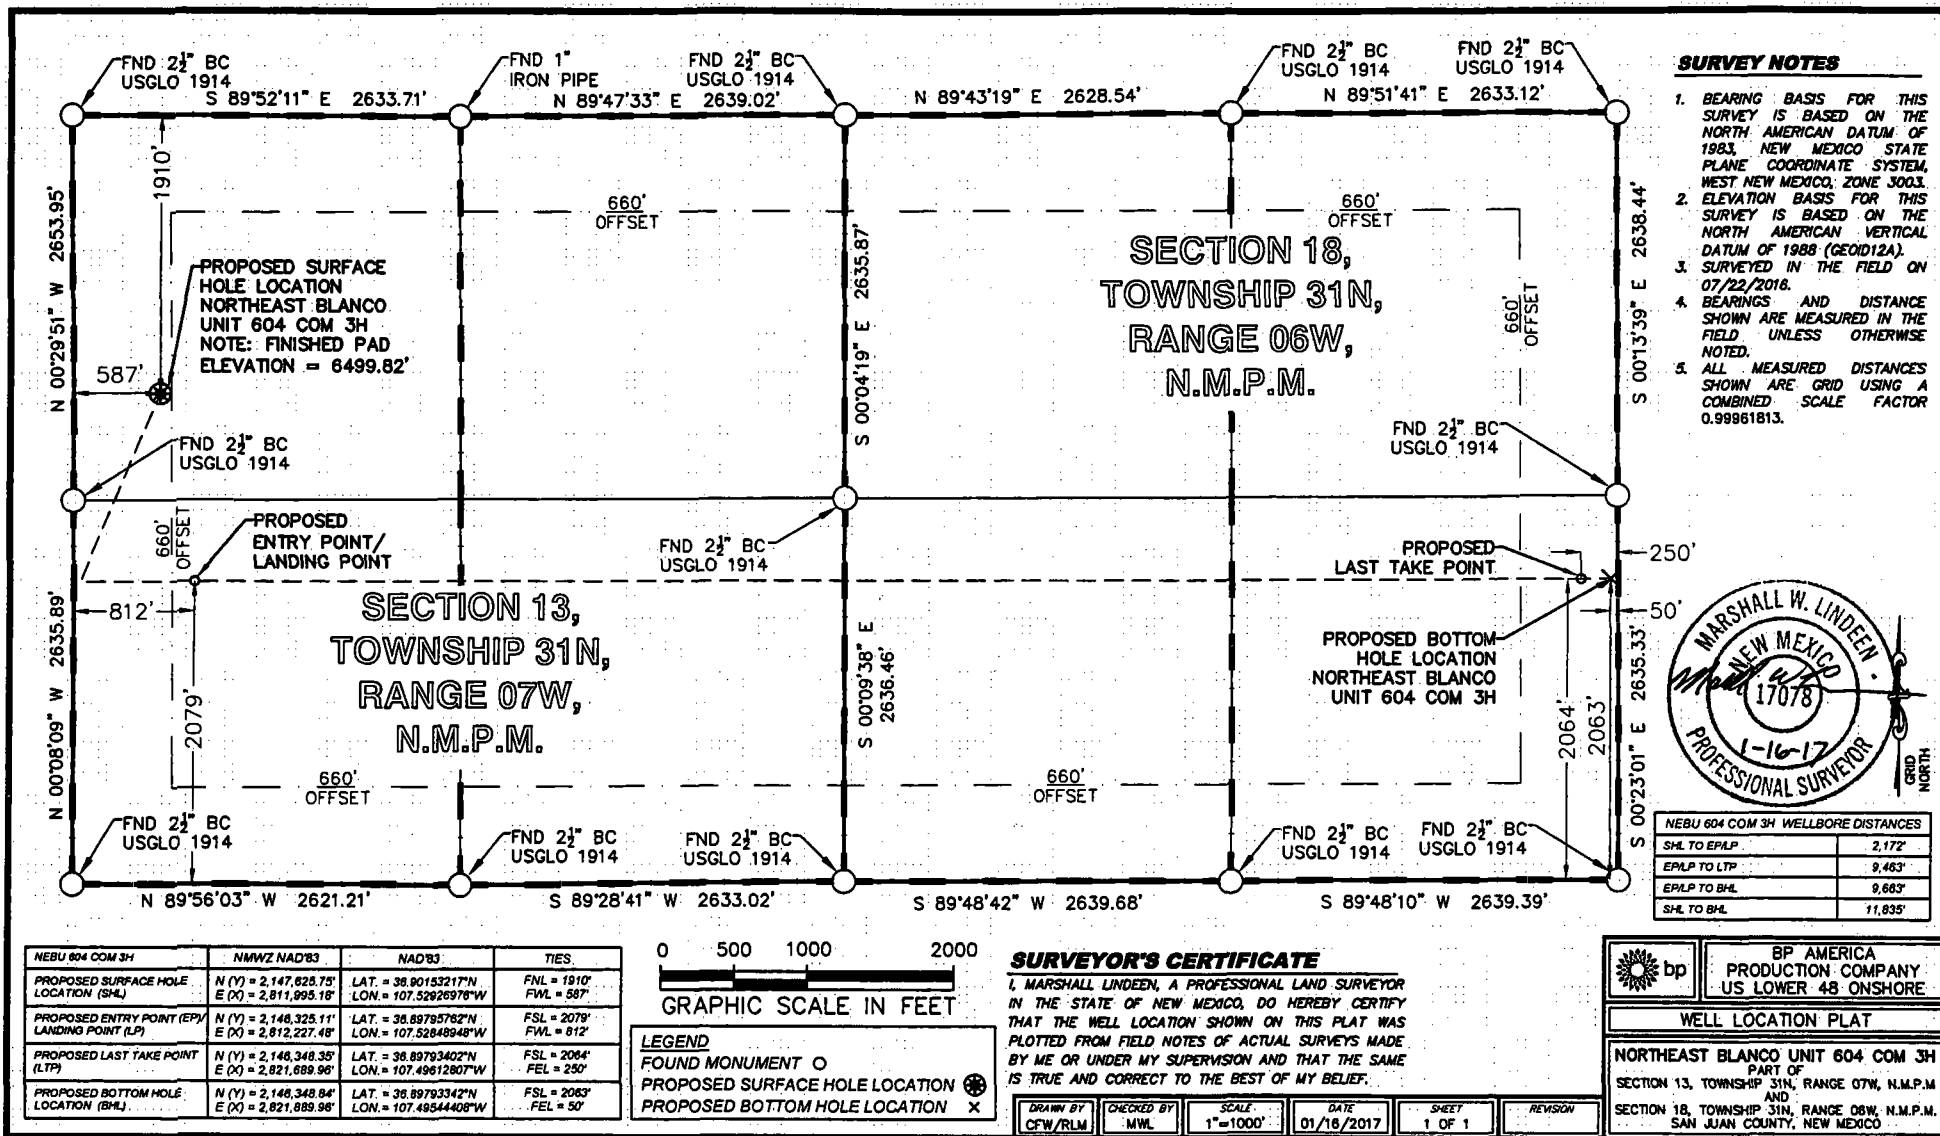 FND 2½" BC
USGLO 1914
FND 1"
IRON PIPE
FND 2½" BC
USGLO 1914
FND 2½" BC
USGLO 1914
FND 2½" BC
USGLO 1914
S 89°52'11" E 2633.71'
N 89°47'33" E 2639.02'
N 89°43'19" E 2628.54'
N 89°51'41" E 2633.12'
SURVEY NOTES
1. BEARING BASIS FOR THIS
SURVEY IS BASED ON THE
NORTH AMERICAN DATUM OF
1983, NEW MEXICO STATE
PLANE COORDINATE SYSTEM,
WEST NEW MEXICO, ZONE 3003.
2. ELEVATION BASIS FOR THIS
SURVEY IS BASED ON THE
NORTH AMERICAN VERTICAL
DATUM OF 1988 (GEOID12A).
3. SURVEYED IN THE FIELD ON
07/22/2016.
4. BEARINGS AND DISTANCE
SHOWN ARE MEASURED IN THE
FIELD UNLESS OTHERWISE
NOTED.
5. ALL MEASURED DISTANCES
SHOWN ARE GRID USING A
COMBINED SCALE FACTOR
0.99961813.
N 00°29'51" W 2653.95'
1910'
587'
660'
OFFSET
660'
OFFSET
PROPOSED SURFACE
HOLE LOCATION
NORTHEAST BLANCO
UNIT 604 COM 3H
NOTE: FINISHED PAD
ELEVATION = 6499.82'
S 00°04'19" E 2635.87'
SECTION 18,
TOWNSHIP 31N,
RANGE 06W,
N.M.P.M.
660'
OFFSET
S 00°13'39" E 2638.44'
FND 2½" BC
USGLO 1914
FND 2½" BC
USGLO 1914
660'
OFFSET
PROPOSED
ENTRY POINT/
LANDING POINT
FND 2½" BC
USGLO 1914
PROPOSED
LAST TAKE POINT
250'
50'
812'
N 00°08'09" W 2635.89'
2079'
SECTION 13,
TOWNSHIP 31N,
RANGE 07W,
N.M.P.M.
S 00°09'38" E
2636.46'
PROPOSED BOTTOM
HOLE LOCATION
NORTHEAST BLANCO
UNIT 604 COM 3H
2064'
2063'
S 00°23'01" E 2635.33'
MARSHALL W. LINDEEN
NEW MEXICO
17078
1-16-17
PROFESSIONAL SURVEYOR
GRID
NORTH
660'
OFFSET
660'
OFFSET
FND 2½" BC
USGLO 1914
FND 2½" BC
USGLO 1914
FND 2½" BC
USGLO 1914
FND 2½" BC
USGLO 1914
FND 2½" BC
USGLO 1914
N 89°56'03" W 2621.21'
S 89°28'41" W 2633.02'
S 89°48'42" W 2639.68'
S 89°48'10" W 2639.39'
NEBU 604 COM 3H WELLBORE DISTANCES
SHL TO EP/LP 2,172'
EP/LP TO LTP 9,463'
EP/LP TO BHL 9,663'
SHL TO BHL 11,835'
NEBU 604 COM 3H NMWZ NAD'83 NAD'83 TIES
PROPOSED SURFACE HOLE N (Y) = 2,147,625.75' LAT. = 36.90153217°N FNL = 1910'
LOCATION (SHL) E (X) = 2,811,995.18' LON. = 107.52926976°W FWL = 587'
PROPOSED ENTRY POINT (EP)/ N (Y) = 2,146,325.11' LAT. = 36.89795762°N FSL = 2079'
LANDING POINT (LP) E (X) = 2,812,227.48' LON. = 107.52848948°W FWL = 812'
PROPOSED LAST TAKE POINT N (Y) = 2,146,348.35' LAT. = 36.89793402°N FSL = 2064'
(LTP) E (X) = 2,821,689.96' LON. = 107.49612807°W FEL = 250'
PROPOSED BOTTOM HOLE N (Y) = 2,146,348.84' LAT. = 36.89793342°N FSL = 2063'
LOCATION (BHL) E (X) = 2,821,889.96' LON. = 107.49544408°W FEL = 50'
0 500 1000 2000
GRAPHIC SCALE IN FEET
LEGEND
FOUND MONUMENT
PROPOSED SURFACE HOLE LOCATION
PROPOSED BOTTOM HOLE LOCATION
SURVEYOR'S CERTIFICATE
I, MARSHALL LINDEEN, A PROFESSIONAL LAND SURVEYOR
IN THE STATE OF NEW MEXICO, DO HEREBY CERTIFY
THAT THE WELL LOCATION SHOWN ON THIS PLAT WAS
PLOTTED FROM FIELD NOTES OF ACTUAL SURVEYS MADE
BY ME OR UNDER MY SUPERVISION AND THAT THE SAME
IS TRUE AND CORRECT TO THE BEST OF MY BELIEF.
DRAWN BY CHECKED BY SCALE DATE SHEET REVISION
CFW/RLM MWL 1"=1000' 01/16/2017 1 OF 1
bp
BP AMERICA
PRODUCTION COMPANY
US LOWER 48 ONSHORE
WELL LOCATION PLAT
NORTHEAST BLANCO UNIT 604 COM 3H
PART OF
SECTION 13, TOWNSHIP 31N, RANGE 07W, N.M.P.M
AND
SECTION 18, TOWNSHIP 31N, RANGE 06W, N.M.P.M.
SAN JUAN COUNTY, NEW MEXICO